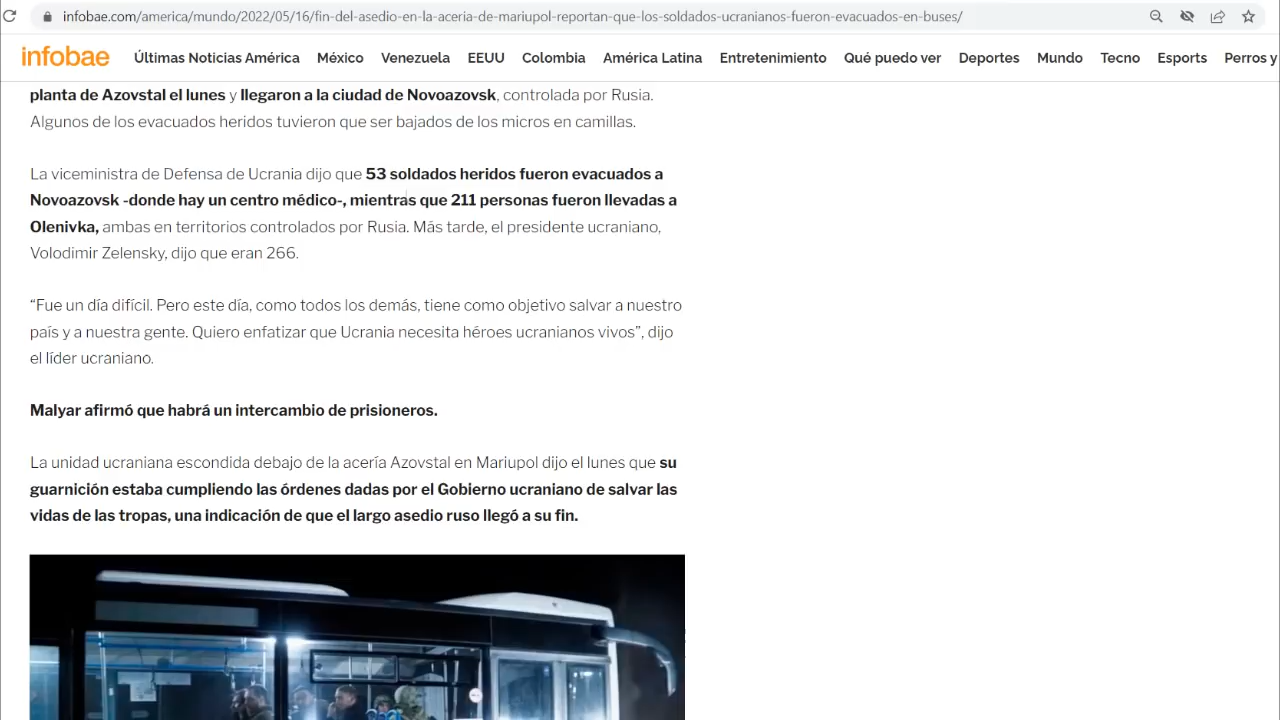 infobae.com/america/mundo/2022/05/16/fin-del-asedio-en-la-aceria-de-mariupol-reportan-que-los-soldados-ucranianos-fueron-evacuados-en-buses/
infobae Últimas Noticias América México Venezuela EEUU Colombia América Latina Entretenimiento Qué puedo ver Deportes Mundo Tecno Esports Perros y
planta de Azovstal el lunes y llegaron a la ciudad de Novoazovsk, controlada por Rusia.
Algunos de los evacuados heridos tuvieron que ser bajados de los micros en camillas.
La viceministra de Defensa de Ucrania dijo que 53 soldados heridos fueron evacuados a
Novoazovsk -donde hay un centro médico-, mientras que 211 personas fueron llevadas a
Olenivka, ambas en territorios controlados por Rusia. Más tarde, el presidente ucraniano,
Volodimir Zelensky, dijo que eran 266.
“Fue un día difícil. Pero este día, como todos los demás, tiene como objetivo salvar a nuestro
país y a nuestra gente. Quiero enfatizar que Ucrania necesita héroes ucranianos vivos”, dijo
el líder ucraniano.
Malyar afirmó que habrá un intercambio de prisioneros.
La unidad ucraniana escondida debajo de la acería Azovstal en Mariupol dijo el lunes que su
guarnición estaba cumpliendo las órdenes dadas por el Gobierno ucraniano de salvar las
vidas de las tropas, una indicación de que el largo asedio ruso llegó a su fin.